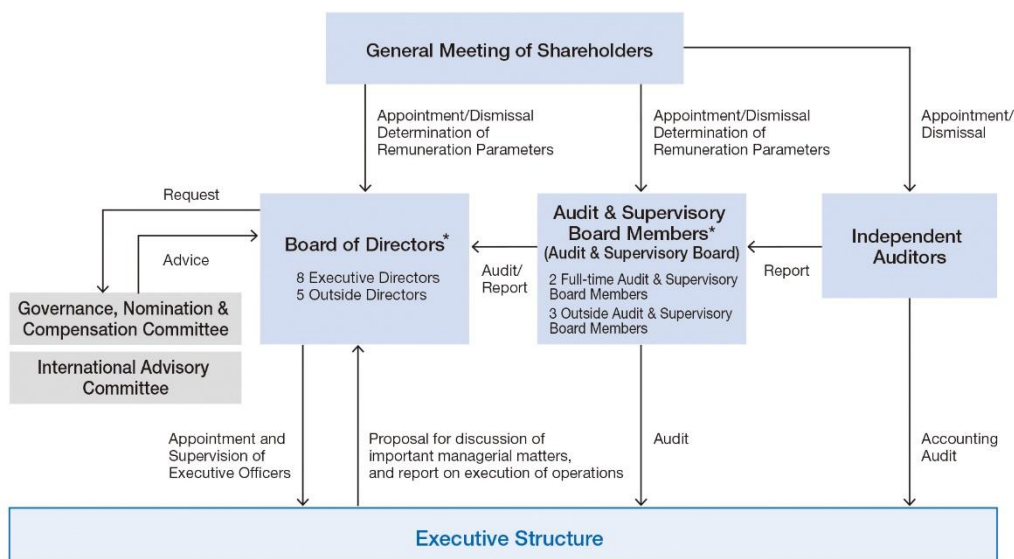 General Meeting of Shareholders
Appointment/Dismissal
Determination of
Remuneration Parameters
Appointment/Dismissal
Determination of
Remuneration Parameters
Appointment/
Dismissal
Request
Advice
Board of Directors*
8 Executive Directors
5 Outside Directors
Audit/
Report
Audit & Supervisory
Board Members*
(Audit & Supervisory Board)
2 Full-time Audit & Supervisory
Board Members
3 Outside Audit & Supervisory
Board Members
Report
Independent
Auditors
Governance, Nomination &
Compensation Committee
International Advisory
Committee
Appointment and
Supervision of
Executive Officers
Proposal for discussion of
important managerial matters,
and report on execution of operations
Audit
Accounting
Audit
Executive Structure